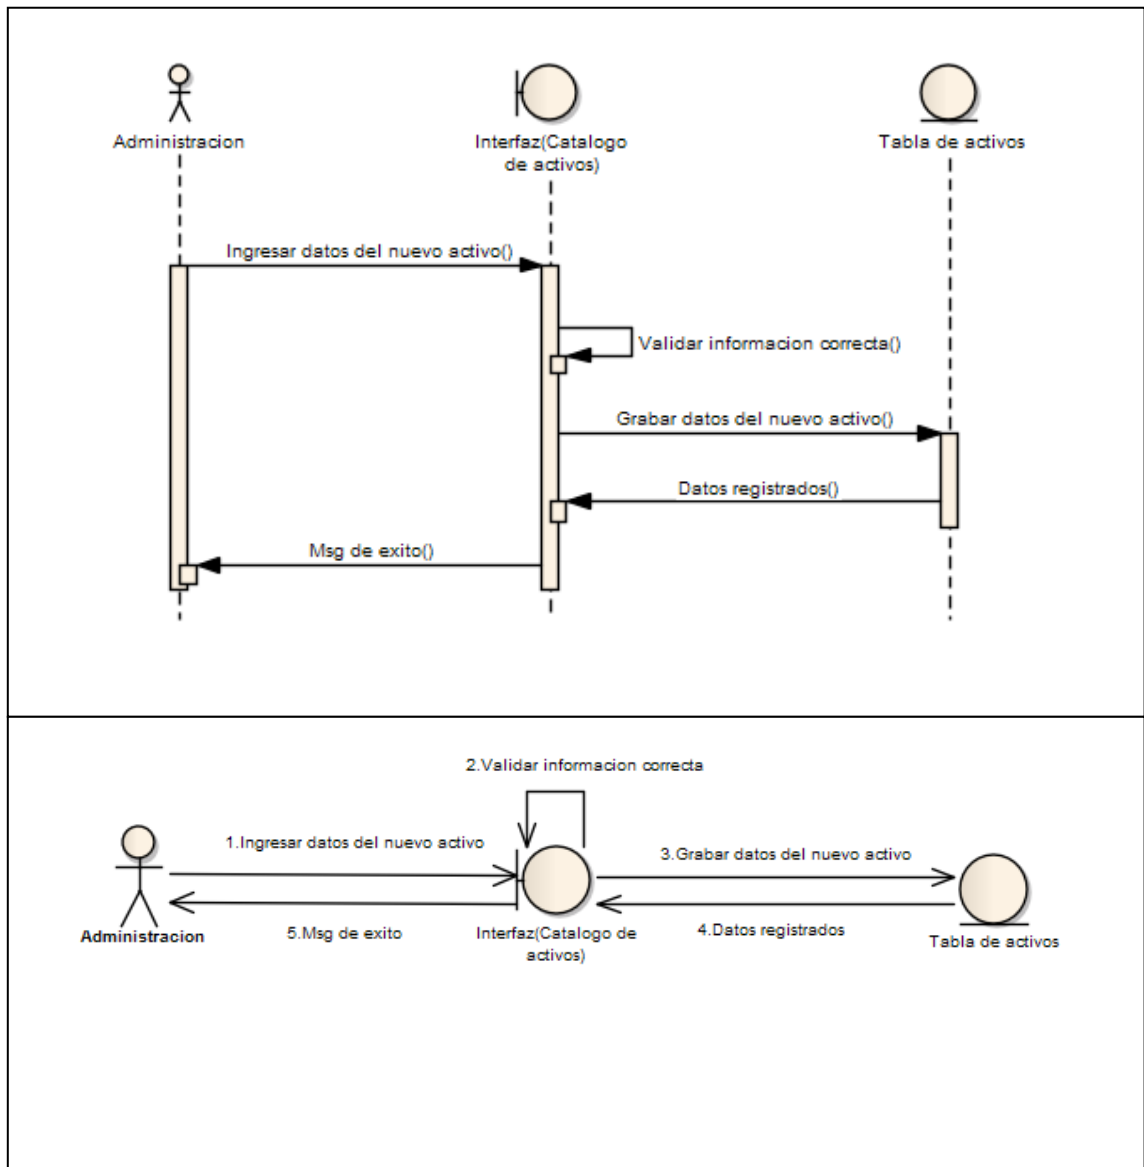 Administracion
Interfaz(Catalogo
de activos)
Tabla de activos
Ingresar datos del nuevo activo()
Validar informacion correcta()
Grabar datos del nuevo activo()
Datos registrados()
Msg de exito()
2.Validar informacion correcta
1.Ingresar datos del nuevo activo
3.Grabar datos del nuevo activo
Administracion
5.Msg de exito
Interfaz(Catalogo de
activos)
4.Datos registrados
Tabla de activos